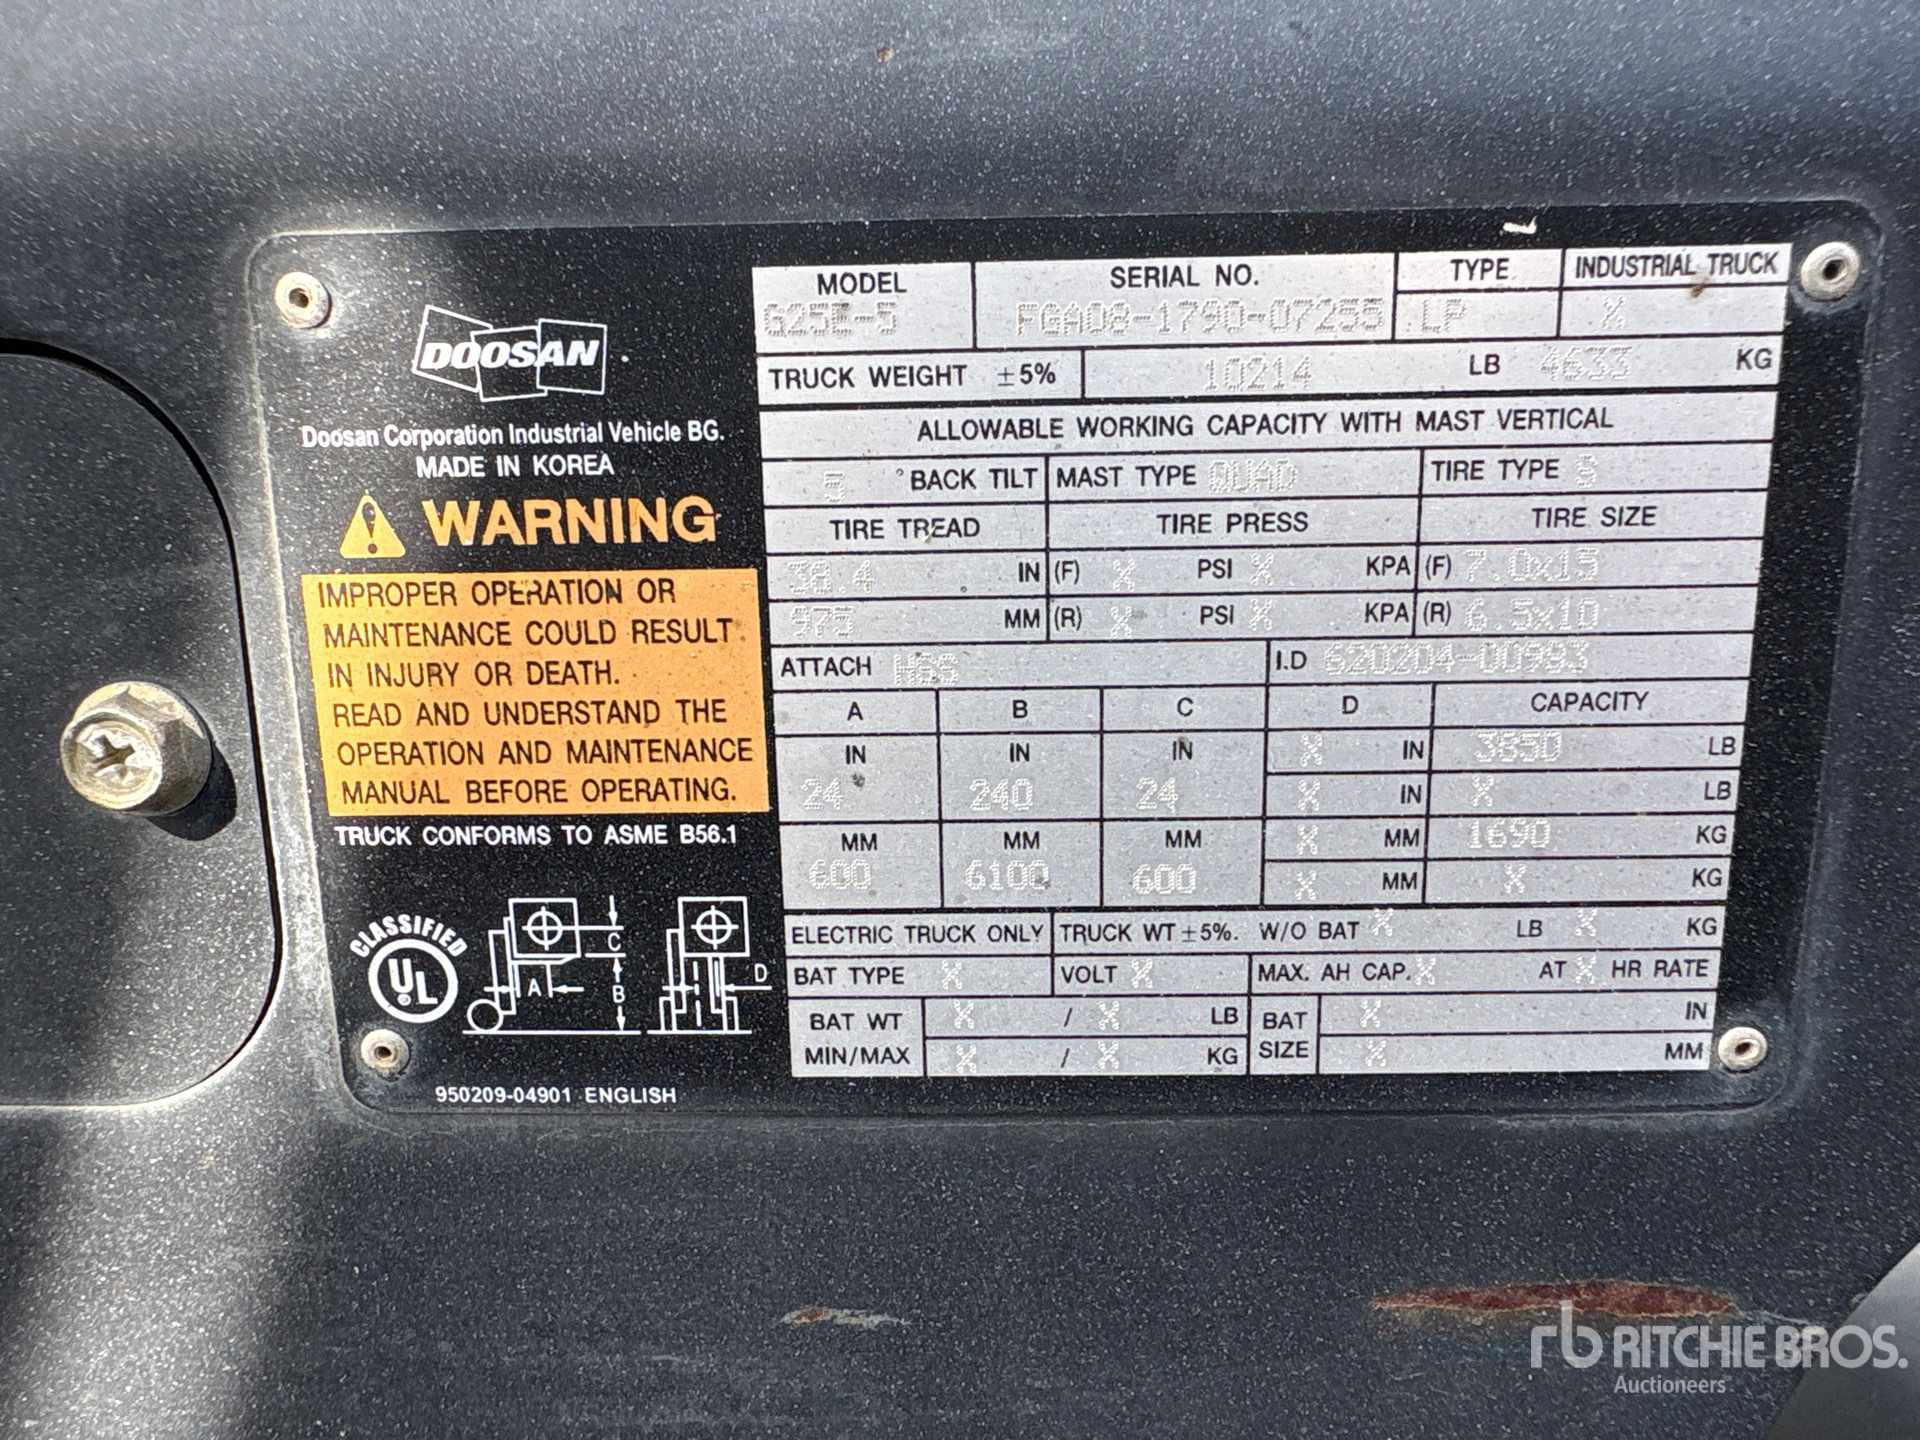 DOOSAN
Doosan Corporation Industrial Vehicle BG.
MADE IN KOREA
WARNING
IMPROPER OPERATION OR
MAINTENANCE COULD RESULT
IN INJURY OR DEATH.
READ AND UNDERSTAND THE
OPERATION AND MAINTENANCE
MANUAL BEFORE OPERATING.
TRUCK CONFORMS TO ASME B56.1
CLASSIFIED
UL
A C B D
950209-04901 ENGLISH
MODEL SERIAL NO. TYPE INDUSTRIAL TRUCK
G25E-5 FGA08-1790-07255 LP X
TRUCK WEIGHT ±5% 10214 LB 4633 KG
ALLOWABLE WORKING CAPACITY WITH MAST VERTICAL
5 ° BACK TILT MAST TYPE QUAD TIRE TYPE S
TIRE TREAD TIRE PRESS TIRE SIZE
38.4 IN (F) X PSI X KPA (F) 7.0x15
975 MM (R) X PSI X KPA (R) 6.5x10
ATTACH HSS I.D 620204-00983
A B C D CAPACITY
IN IN IN X IN 3850 LB
24 240 24 X IN X LB
MM MM MM X MM 1690 KG
600 6100 600 X MM X KG
ELECTRIC TRUCK ONLY TRUCK WT ±5%. W/O BAT X LB X KG
BAT TYPE X VOLT X MAX. AH CAP. X AT X HR RATE
BAT WT X / X LB BAT X IN
MIN/MAX X / X KG SIZE X MM
rb RITCHIE BROS.
Auctioneers